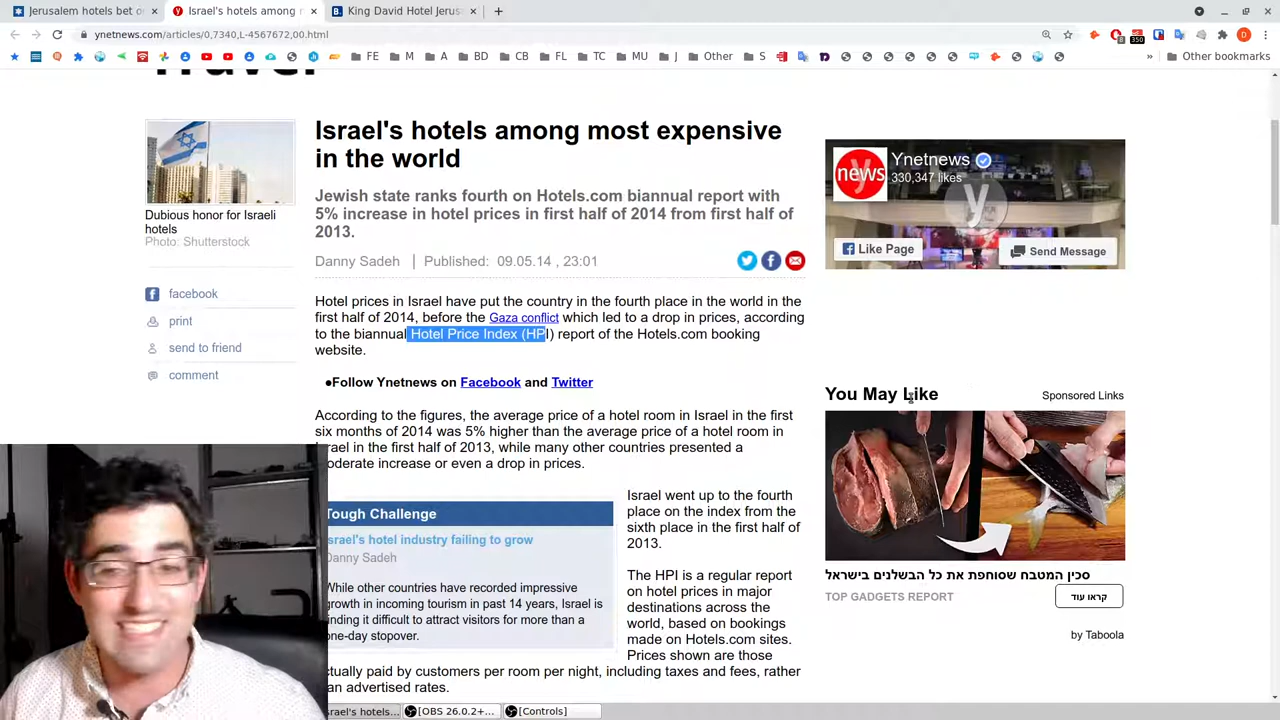 Jerusalem hotels bet o
Israel's hotels among r
King David Hotel Jerus
ynetnews.com/articles/0,7340,L-4567672,00.html
350
D
FE
M
A
BD
CB
FL
TC
MU
J
Other
S
»
Other bookmarks
Travel
Israel's hotels among most expensive
in the world
Jewish state ranks fourth on Hotels.com biannual report with
5% increase in hotel prices in first half of 2014 from first half of
2013.
Danny Sadeh | Published: 09.05.14 , 23:01
Dubious honor for Israeli
hotels
Photo: Shutterstock
facebook
print
send to friend
comment
Hotel prices in Israel have put the country in the fourth place in the world in the
first half of 2014, before the Gaza conflict which led to a drop in prices, according
to the biannual Hotel Price Index (HPI) report of the Hotels.com booking
website.
●Follow Ynetnews on Facebook and Twitter
According to the figures, the average price of a hotel room in Israel in the first
six months of 2014 was 5% higher than the average price of a hotel room in
rael in the first half of 2013, while many other countries presented a
oderate increase or even a drop in prices.
Tough Challenge
srael's hotel industry failing to grow
Danny Sadeh
While other countries have recorded impressive
growth in incoming tourism in past 14 years, Israel is
inding it difficult to attract visitors for more than a
one-day stopover.
Israel went up to the fourth
place on the index from the
sixth place in the first half of
2013.
The HPI is a regular report
on hotel prices in major
destinations across the
world, based on bookings
made on Hotels.com sites.
Prices shown are those
ctually paid by customers per room per night, including taxes and fees, rather
an advertised rates.
y
news
Ynetnews
330,347 likes
y
Like Page
Send Message
You May Like
Sponsored Links
סכין המטבח שסוחפת את כל הבשלנים בישראל
TOP GADGETS REPORT
קראו עוד
by Taboola
srael's hotels...
[OBS 26.0.2+...
[Controls]